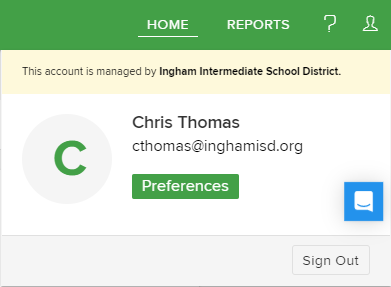 HOME REPORTS ?
This account is managed by Ingham Intermediate School District.
C
Chris Thomas
cthomas@inghamisd.org
Preferences
Sign Out